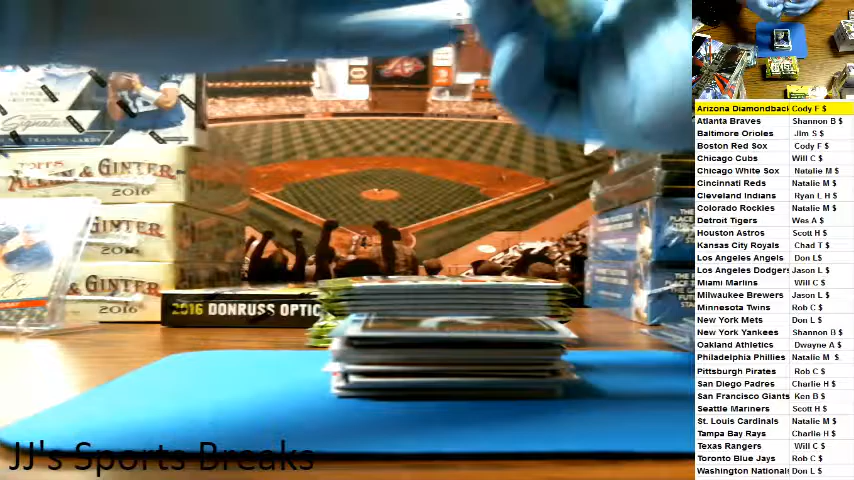 Signatures
TRADING CARDS
TOPPS
ALLEN & GINTER
2016
GINTER
2016
GINTER
2016
2016 DONRUSS OPTIC
JJ's Sports Breaks
Arizona Diamondback Cody F $
Atlanta Braves Shannon B $
Baltimore Orioles Jim S $
Boston Red Sox Cody F $
Chicago Cubs Will C $
Chicago White Sox Natalie M $
Cincinnati Reds Natalie M $
Cleveland Indians Ryan L H $
Colorado Rockies Natalie M $
Detroit Tigers Wes A $
Houston Astros Scott H $
Kansas City Royals Chad T $
Los Angeles Angels Don L$
Los Angeles Dodgers Jason L $
Miami Marlins Will C $
Milwaukee Brewers Jason L $
Minnesota Twins Rob C $
New York Mets Don L $
New York Yankees Shannon B $
Oakland Athletics Dwayne A $
Philadelphia Phillies Natalie M $
Pittsburgh Pirates Rob C $
San Diego Padres Charlie H $
San Francisco Giants Ken B $
Seattle Mariners Scott H $
St. Louis Cardinals Natalie M $
Tampa Bay Rays Charlie H $
Texas Rangers Will C $
Toronto Blue Jays Rob C $
Washington Nationals Don L $